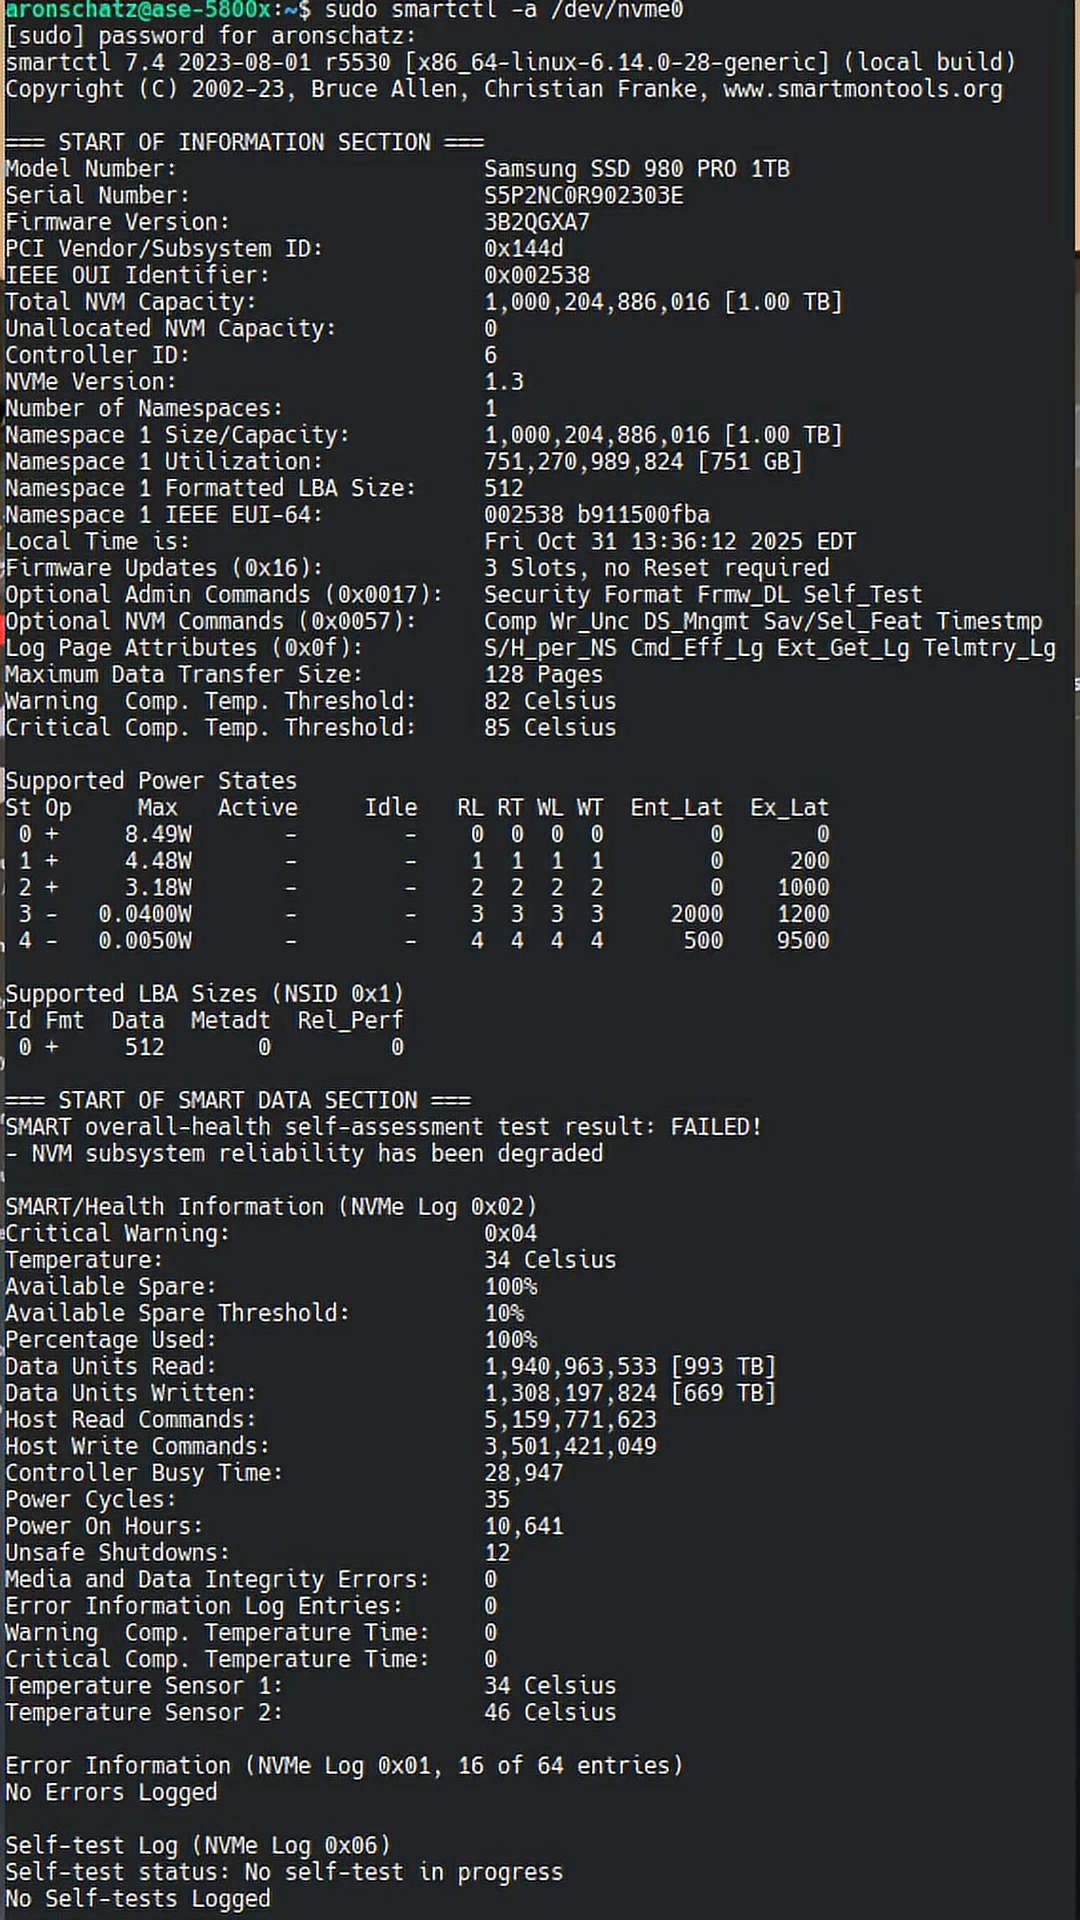 aronschatz@ase-5800x:~$ sudo smartctl -a /dev/nvme0
[sudo] password for aronschatz:
smartctl 7.4 2023-08-01 r5530 [x86_64-linux-6.14.0-28-generic] (local build)
Copyright (C) 2002-23, Bruce Allen, Christian Franke, www.smartmontools.org

=== START OF INFORMATION SECTION ===
Model Number:                       Samsung SSD 980 PRO 1TB
Serial Number:                      S5P2NC0R902303E
Firmware Version:                   3B2QGXA7
PCI Vendor/Subsystem ID:            0x144d
IEEE OUI Identifier:                0x002538
Total NVM Capacity:                 1,000,204,886,016 [1.00 TB]
Unallocated NVM Capacity:           0
Controller ID:                      6
NVMe Version:                       1.3
Number of Namespaces:               1
Namespace 1 Size/Capacity:          1,000,204,886,016 [1.00 TB]
Namespace 1 Utilization:            751,270,989,824 [751 GB]
Namespace 1 Formatted LBA Size:     512
Namespace 1 IEEE EUI-64:            002538 b911500fba
Local Time is:                      Fri Oct 31 13:36:12 2025 EDT
Firmware Updates (0x16):            3 Slots, no Reset required
Optional Admin Commands (0x0017):   Security Format Frmw_DL Self_Test
Optional NVM Commands (0x0057):     Comp Wr_Unc DS_Mngmt Sav/Sel_Feat Timestmp
Log Page Attributes (0x0f):         S/H_per_NS Cmd_Eff_Lg Ext_Get_Lg Telmtry_Lg
Maximum Data Transfer Size:         128 Pages
Warning  Comp. Temp. Threshold:     82 Celsius
Critical Comp. Temp. Threshold:     85 Celsius

Supported Power States
St Op     Max   Active     Idle   RL RT WL WT  Ent_Lat  Ex_Lat
 0 +     8.49W       -        -    0  0  0  0        0       0
 1 +     4.48W       -        -    1  1  1  1        0     200
 2 +     3.18W       -        -    2  2  2  2        0    1000
 3 -   0.0400W       -        -    3  3  3  3     2000    1200
 4 -   0.0050W       -        -    4  4  4  4      500    9500

Supported LBA Sizes (NSID 0x1)
Id Fmt  Data  Metadt  Rel_Perf
 0 +     512       0         0

=== START OF SMART DATA SECTION ===
SMART overall-health self-assessment test result: FAILED!
- NVM subsystem reliability has been degraded

SMART/Health Information (NVMe Log 0x02)
Critical Warning:                   0x04
Temperature:                        34 Celsius
Available Spare:                    100%
Available Spare Threshold:          10%
Percentage Used:                    100%
Data Units Read:                    1,940,963,533 [993 TB]
Data Units Written:                 1,308,197,824 [669 TB]
Host Read Commands:                 5,159,771,623
Host Write Commands:                3,501,421,049
Controller Busy Time:               28,947
Power Cycles:                       35
Power On Hours:                     10,641
Unsafe Shutdowns:                   12
Media and Data Integrity Errors:    0
Error Information Log Entries:      0
Warning  Comp. Temperature Time:    0
Critical Comp. Temperature Time:    0
Temperature Sensor 1:               34 Celsius
Temperature Sensor 2:               46 Celsius

Error Information (NVMe Log 0x01, 16 of 64 entries)
No Errors Logged

Self-test Log (NVMe Log 0x06)
Self-test status: No self-test in progress
No Self-tests Logged